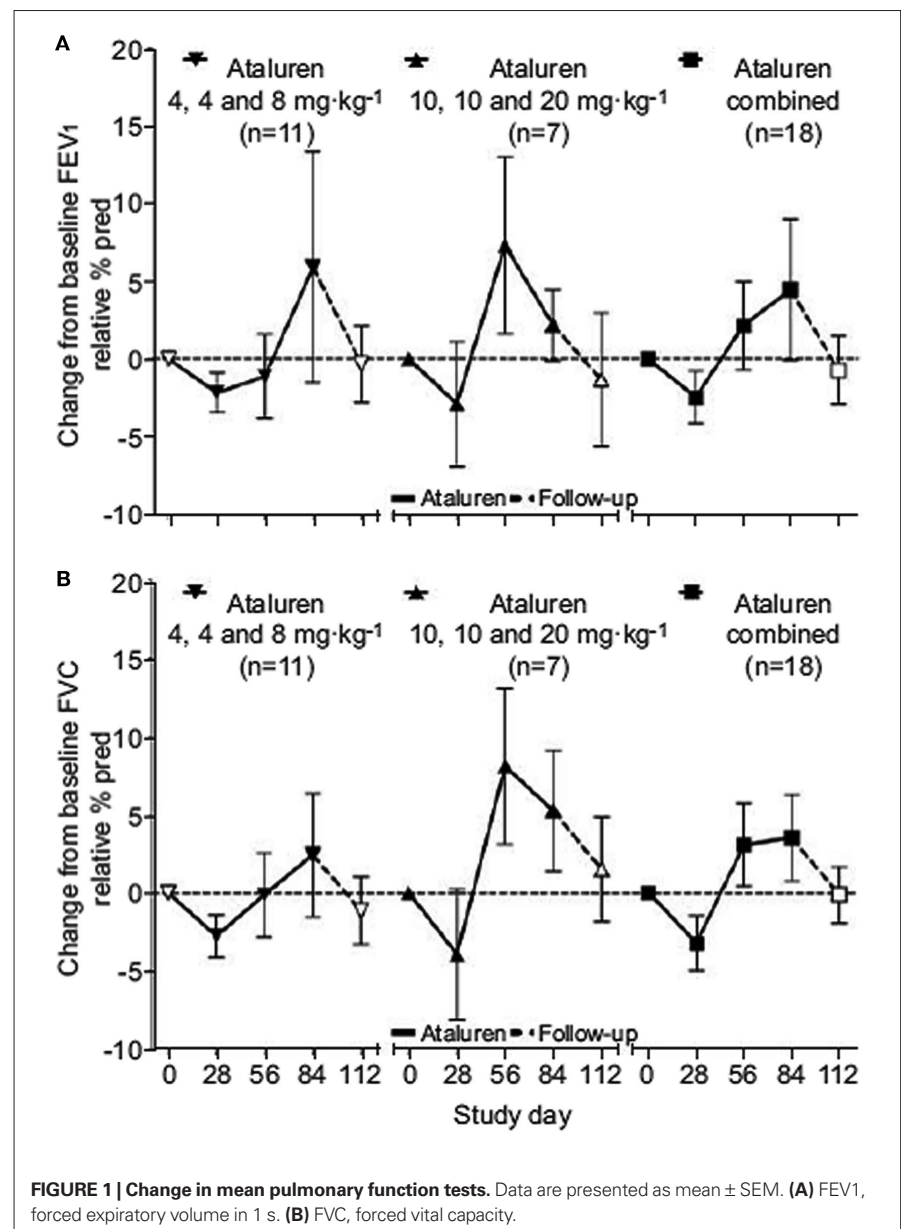 A
20
15
10
5
0
-5
-10
Change from baseline FEV1
relative % pred
Ataluren
4, 4 and 8 mg·kg-1
(n=11)
Ataluren
10, 10 and 20 mg·kg-1
(n=7)
Ataluren
combined
(n=18)
Ataluren Follow-up
B
20
15
10
5
0
-5
-10
Change from baseline FVC
relative % pred
Ataluren
4, 4 and 8 mg·kg-1
(n=11)
Ataluren
10, 10 and 20 mg·kg-1
(n=7)
Ataluren
combined
(n=18)
Ataluren Follow-up
0 28 56 84 112 0 28 56 84 112 0 28 56 84 112
Study day
FIGURE 1 | Change in mean pulmonary function tests. Data are presented as mean ± SEM. (A) FEV1,
forced expiratory volume in 1 s. (B) FVC, forced vital capacity.